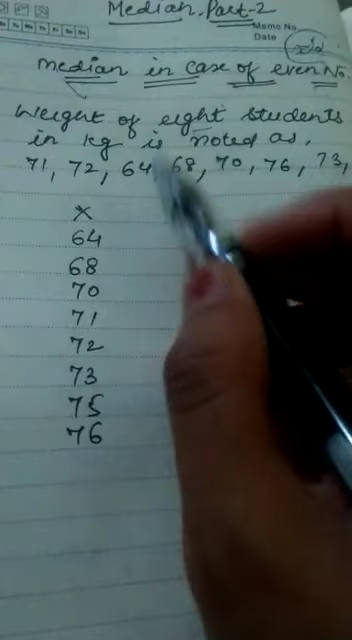 Median Part-2
Memo No.
Date
median in case of even No.
Weight of eight students
in kg is noted as,
71, 72, 64 68, 70, 76, 73,
x
64
68
70
71
72
73
75
76